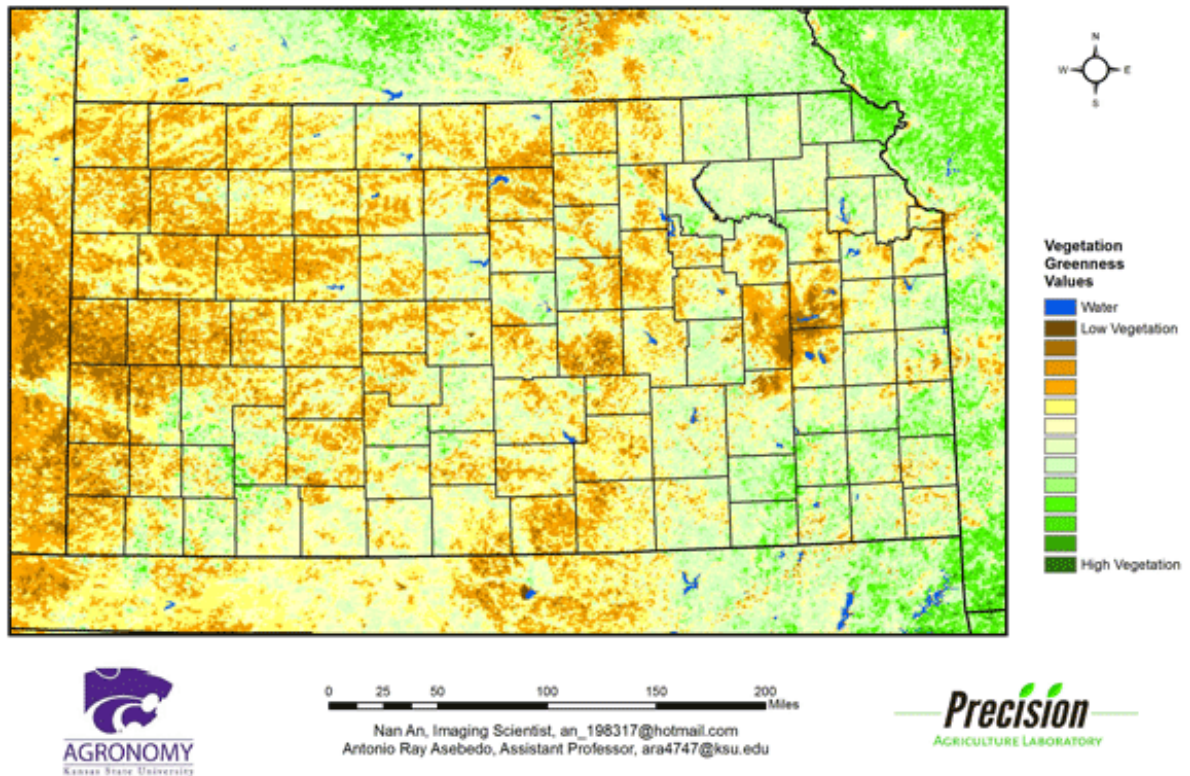 N
W E
S
Vegetation
Greenness
Values
Water
Low Vegetation
High Vegetation
0 25 50 100 150 200
Miles
Nan An, Imaging Scientist, an_198317@hotmail.com
Antonio Ray Asebedo, Assistant Professor, ara4747@ksu.edu
AGRONOMY
Kansas State University
Precision
AGRICULTURE LABORATORY